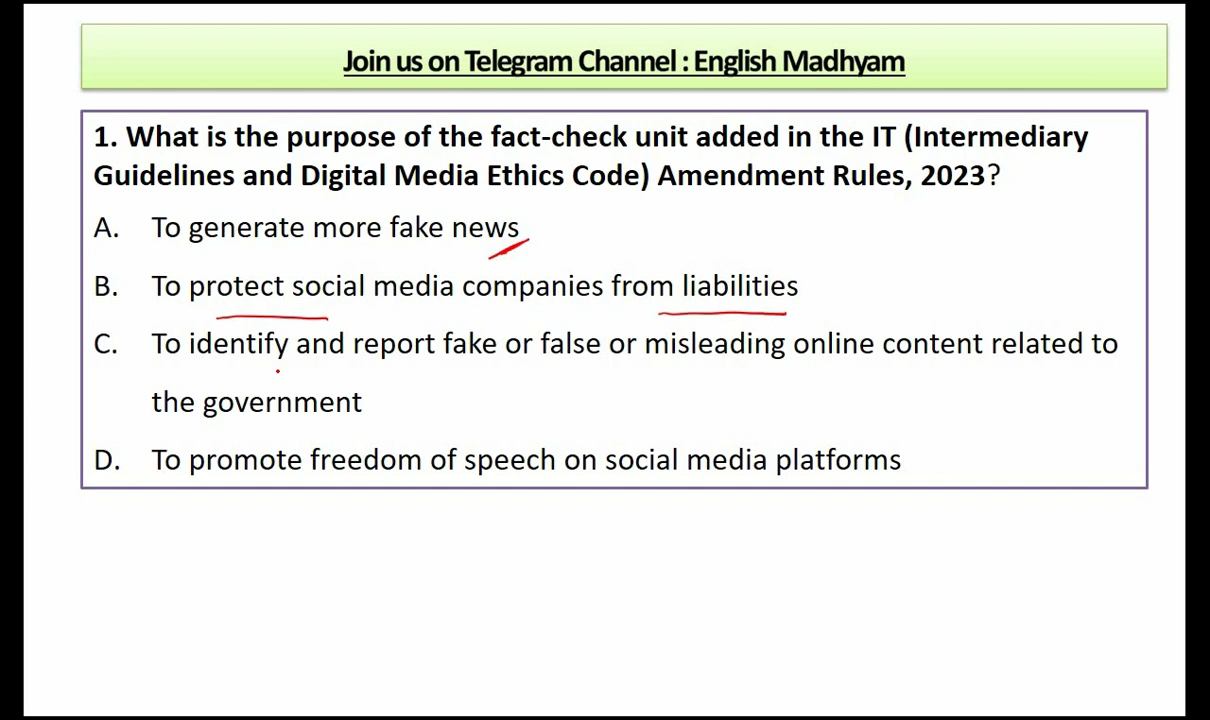 Join us on Telegram Channel : English Madhyam
1. What is the purpose of the fact-check unit added in the IT (Intermediary
Guidelines and Digital Media Ethics Code) Amendment Rules, 2023?
A. To generate more fake news
B. To protect social media companies from liabilities
C. To identify and report fake or false or misleading online content related to
the government
D. To promote freedom of speech on social media platforms